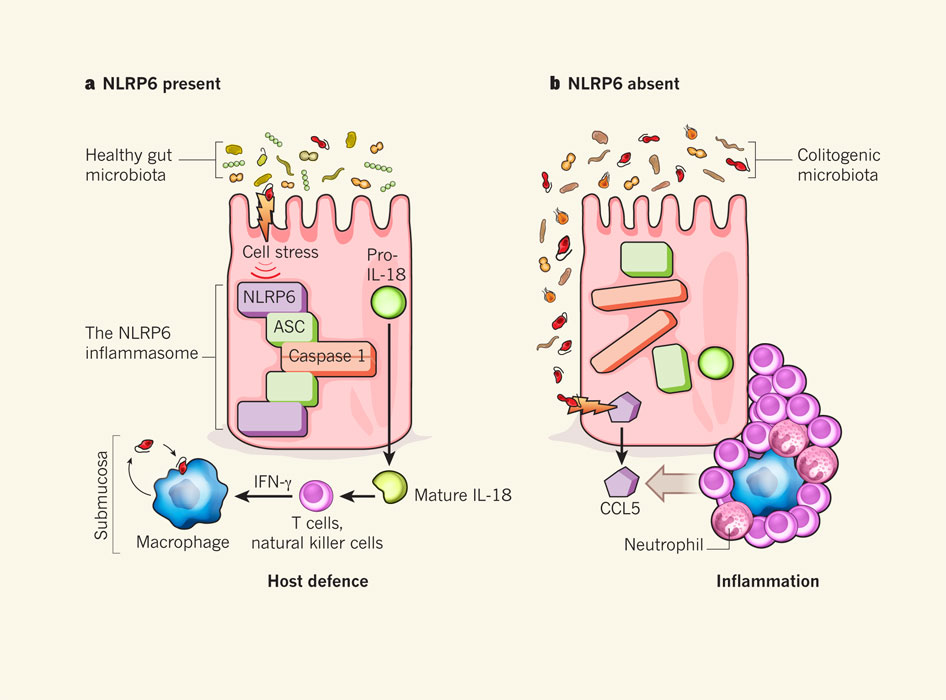 a NLRP6 present
Healthy gut
microbiota
Cell stress
Pro-
IL-18
NLRP6
ASC
Caspase 1
The NLRP6
inflammasome
Submucosa
IFN-γ
Mature IL-18
T cells,
natural killer cells
Macrophage
Host defence
b NLRP6 absent
Colitogenic
microbiota
CCL5
Neutrophil
Inflammation